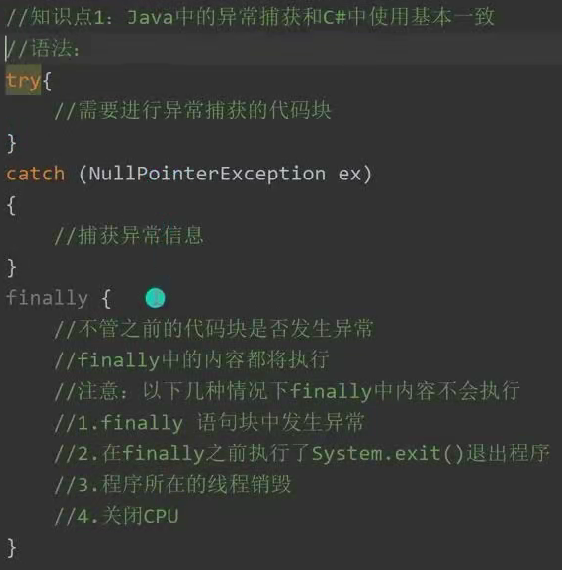 //知识点1：Java中的异常捕获和C#中使用基本一致
//语法：
try{
//需要进行异常捕获的代码块
}
catch (NullPointerException ex)
{
//捕获异常信息
}
finally {
//不管之前的代码块是否发生异常
//finally中的内容都将执行
//注意：以下几种情况下finally中内容不会执行
//1.finally 语句块中发生异常
//2.在finally之前执行了System.exit()退出程序
//3.程序所在的线程销毁
//4.关闭CPU
}